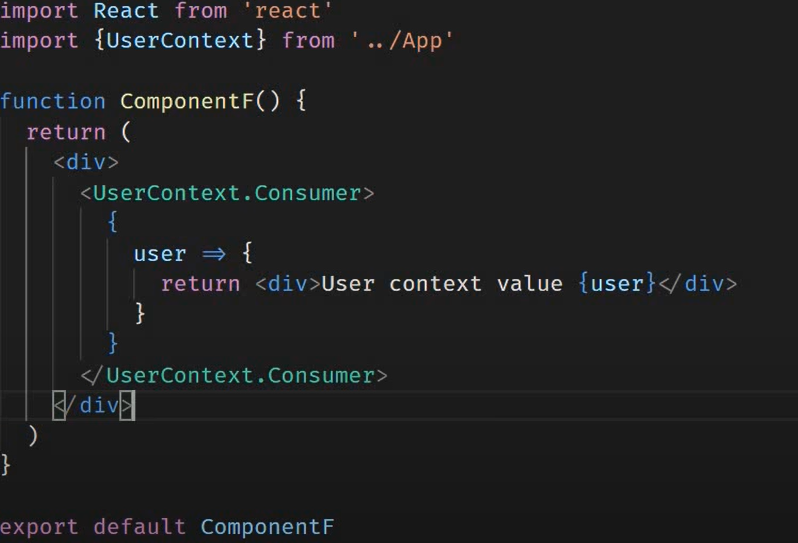 import React from 'react'
import {UserContext} from '../App'
function ComponentF() {
return (
<div>
<UserContext.Consumer>
{
user => {
return <div>User context value {user}</div>
}
}
</UserContext.Consumer>
</div>
)
}
export default ComponentF